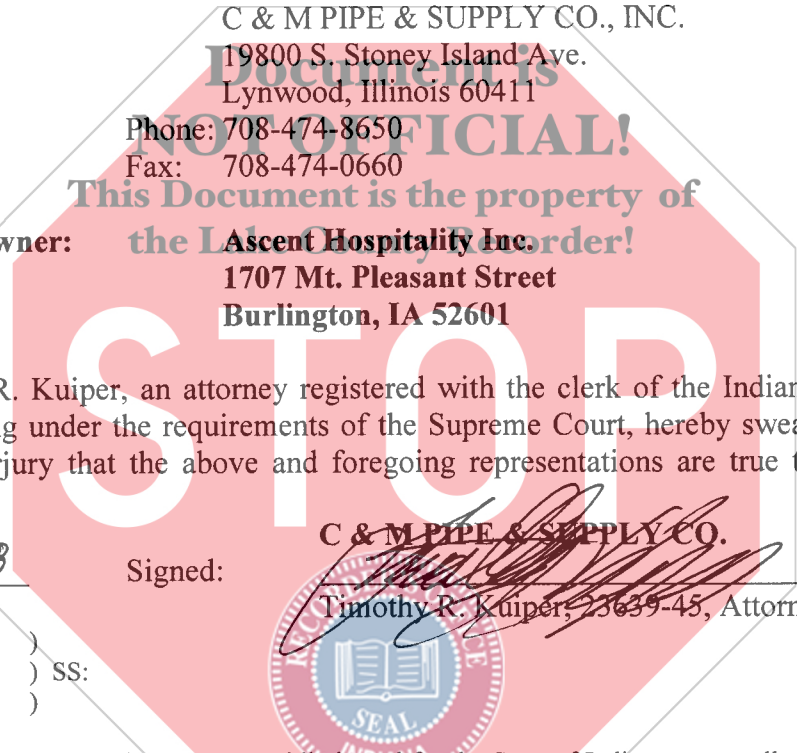 C & M PIPE & SUPPLY CO., INC.
19800 S. Stoney Island Ave.
Document is
Lynwood, Illinois 60411
Phone: 708-474-8650
NOT OFFICIAL!
Fax: 708-474-0660
This Document is the property of
the Lake County Recorder!
wner: Ascent Hospitality Inc.
1707 Mt. Pleasant Street
Burlington, IA 52601
STOP
R. Kuiper, an attorney registered with the clerk of the Indian
g under the requirements of the Supreme Court, hereby swea
jury that the above and foregoing representations are true t
C & M PIPE & SUPPLY CO.
Signed:
Timothy R. Kuiper, 23639-45, Attorn
)
) SS:
)
RECORDER'S OFFICE
SEAL